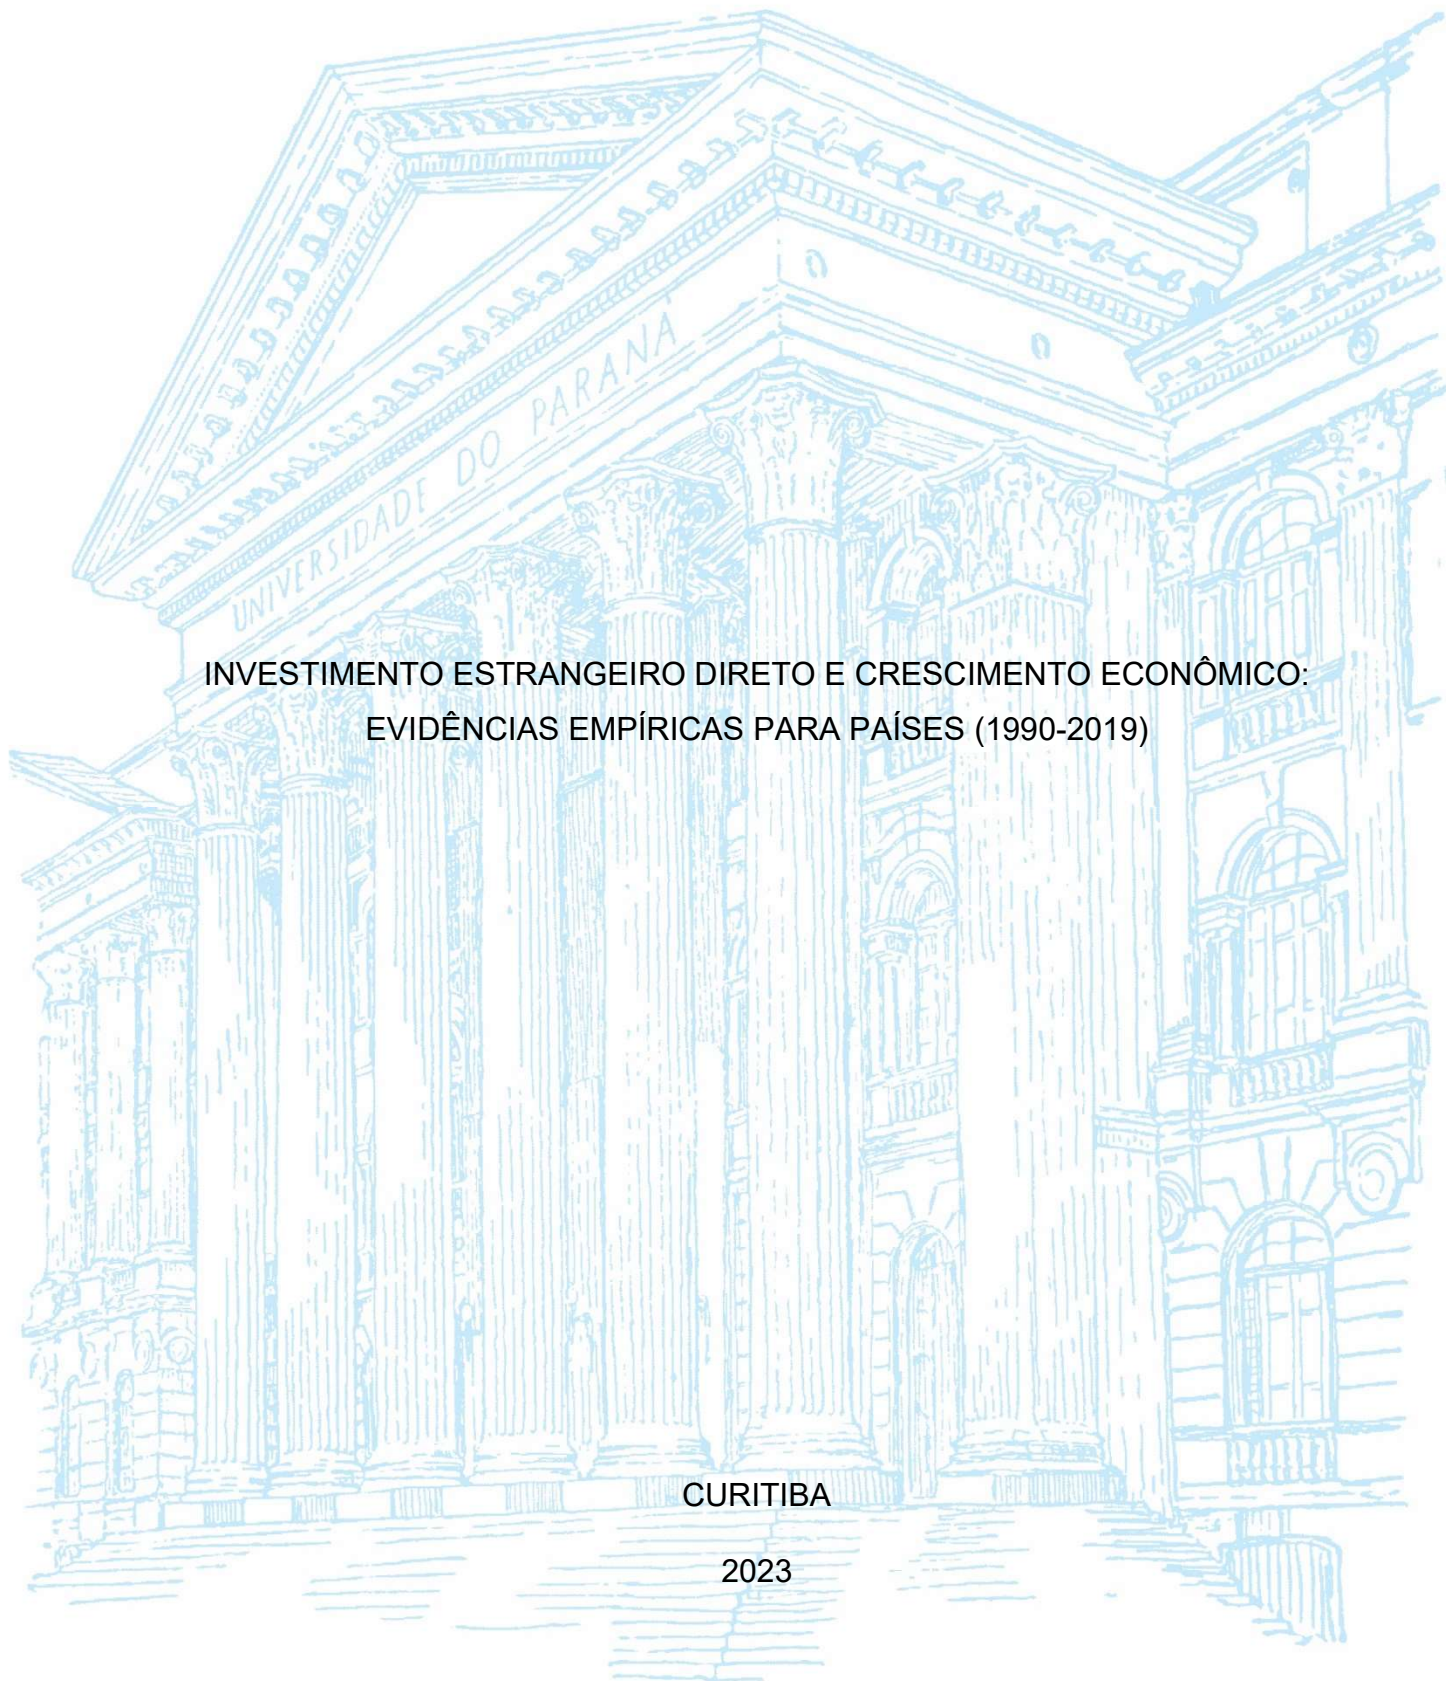 UNIVERSIDADE DO PARANÁ
INVESTIMENTO ESTRANGEIRO DIRETO E CRESCIMENTO ECONÔMICO:
EVIDÊNCIAS EMPÍRICAS PARA PAÍSES (1990-2019)
CURITIBA
2023